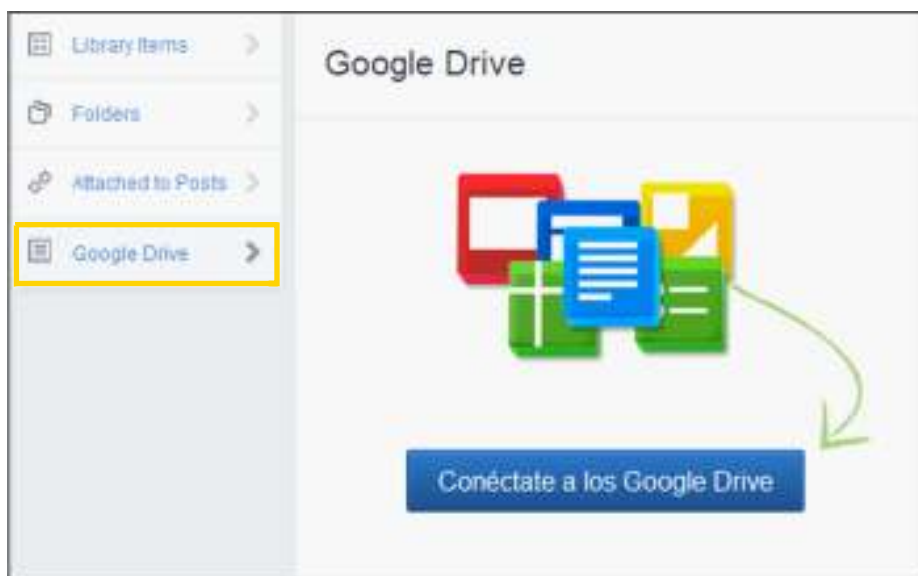 Library Items
Folders
Attached to Posts
Google Drive
Google Drive
Conéctate a los Google Drive